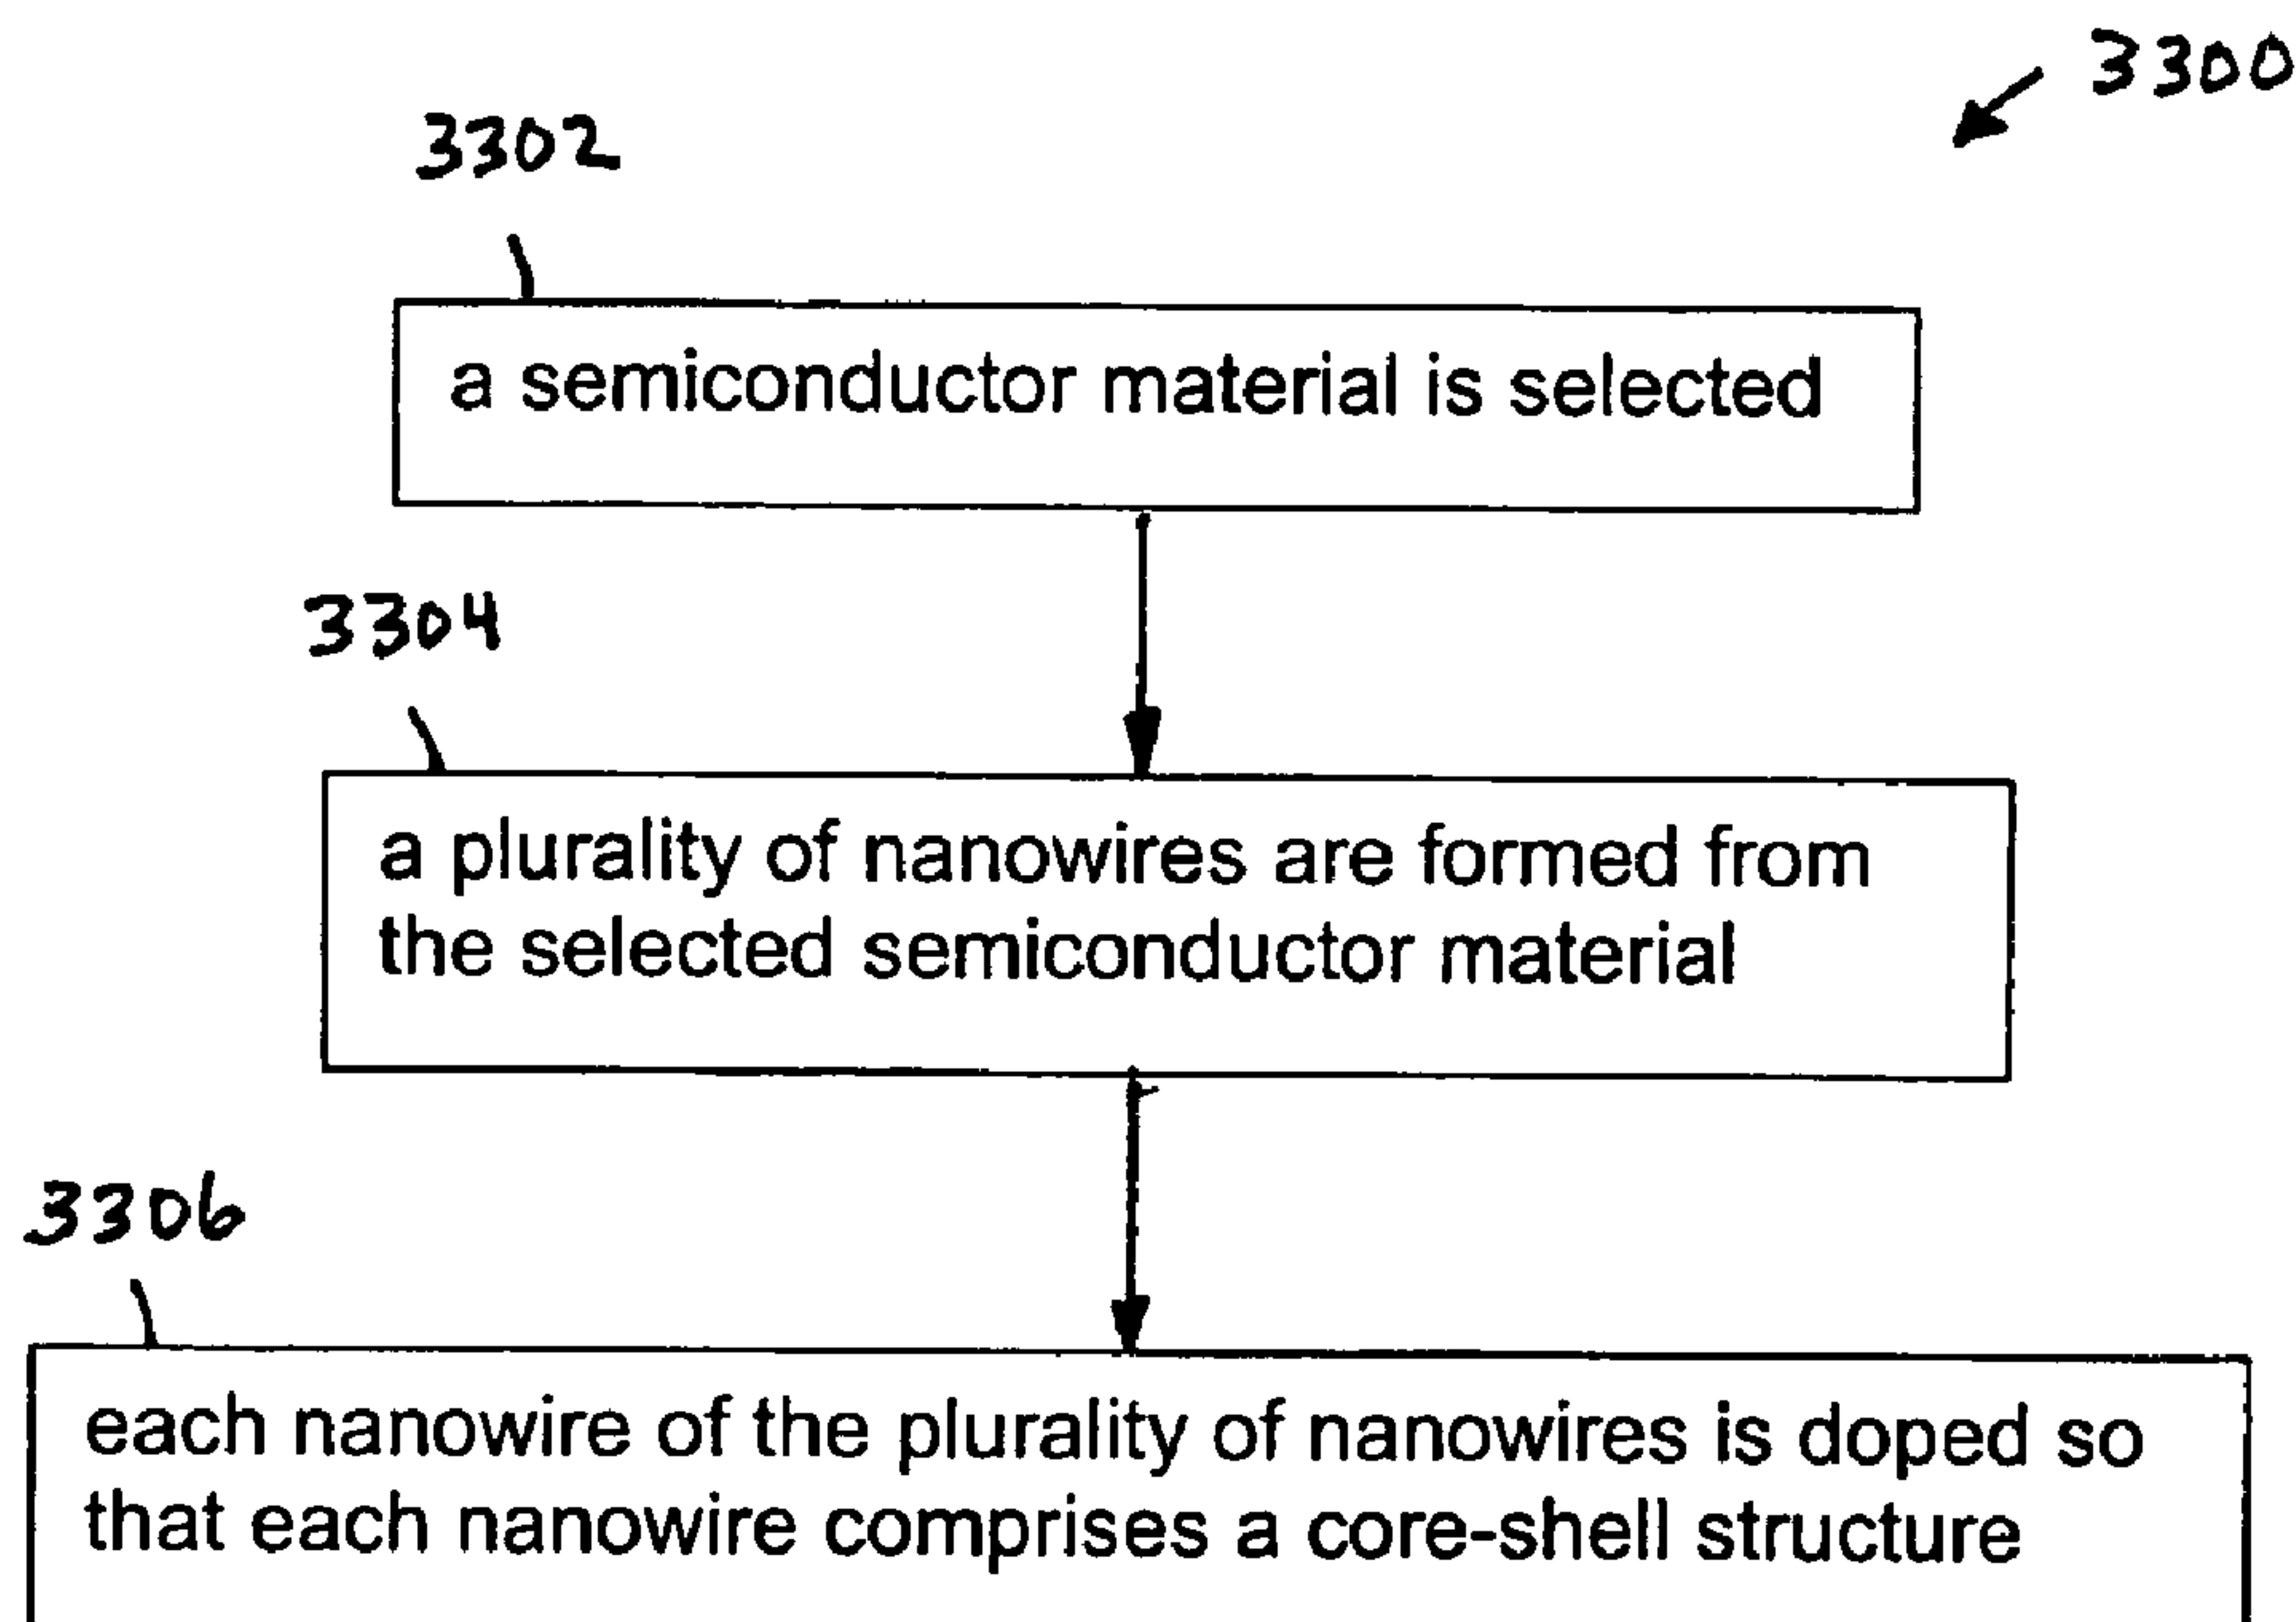 3300
3302
a semiconductor material is selected
3304
a plurality of nanowires are formed from
the selected semiconductor material
3306
each nanowire of the plurality of nanowires is doped so
that each nanowire comprises a core-shell structure